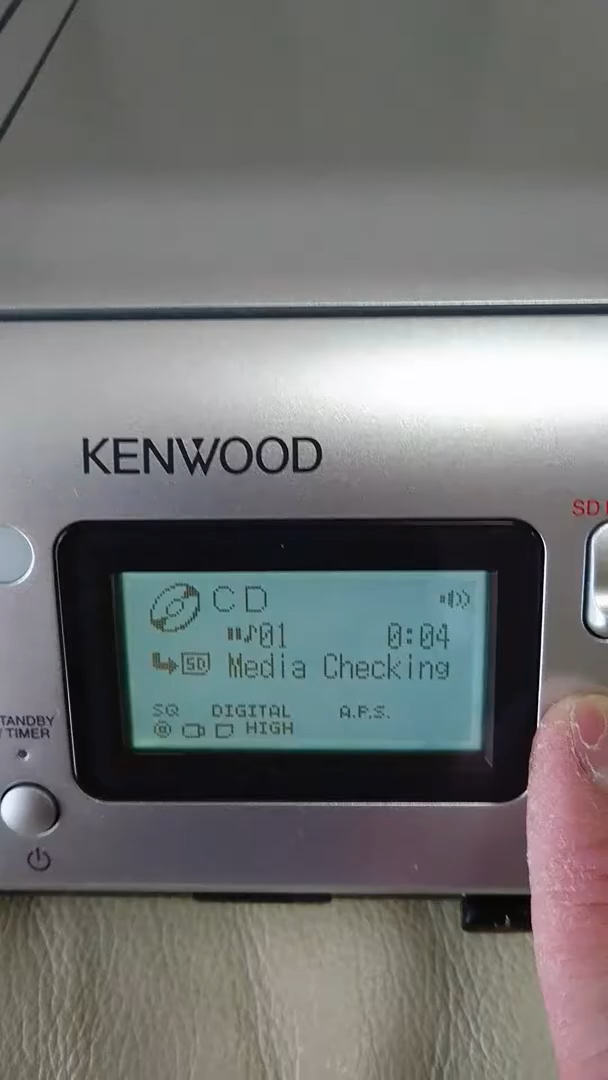 KENWOOD
SD
CD
01 0:04
SD Media Checking
SQ DIGITAL A.P.S.
HIGH
TANDBY
/TIMER